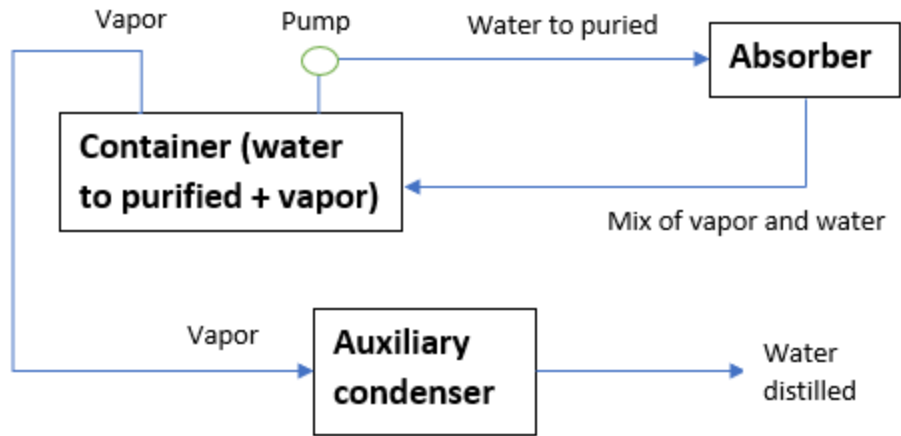 Vapor
Pump
Water to puried
Absorber
Container (water
to purified + vapor)
Mix of vapor and water
Vapor
Auxiliary
condenser
Water
distilled